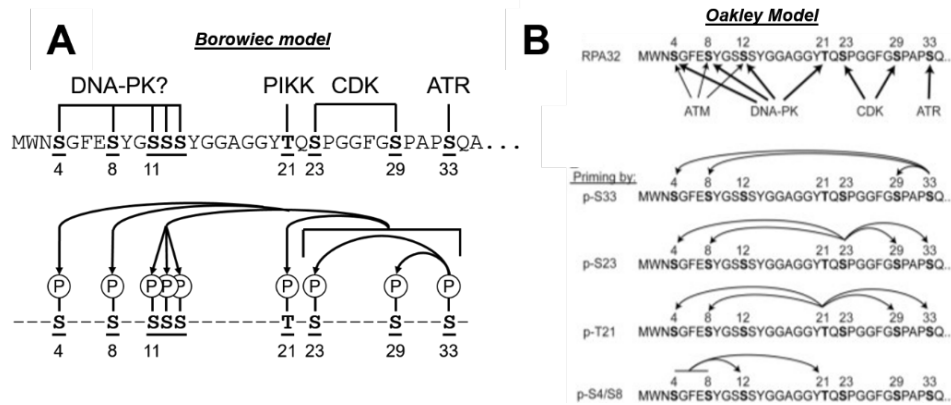 A
Borowiec model
DNA-PK? PIKK CDK ATR
MWNSGFESYGSSSYGGAGGYTQSPGGFGSPAPSQA...
4 8 11 21 23 29 33
P P P P P P P P P
S S SSS T S S S
4 8 11 21 23 29 33
B
Oakley Model
4 8 12 21 23 29 33
RPA32 MWNSGFESYGSSSYGGAGGYTQSPGGFGSPAPSQ..
ATM DNA-PK CDK ATR
Priming by:
4 8 12 21 23 29 33
p-S33 MWNSGFESYGSSSYGGAGGYTQSPGGFGSPAPSQ..
4 8 12 21 23 29 33
p-S23 MWNSGFESYGSSSYGGAGGYTQSPGGFGSPAPSQ..
4 8 12 21 23 29 33
p-T21 MWNSGFESYGSSSYGGAGGYTQSPGGFGSPAPSQ..
4 8 12 21 23 29 33
p-S4/S8 MWNSGFESYGSSSYGGAGGYTQSPGGFGSPAPSQ..